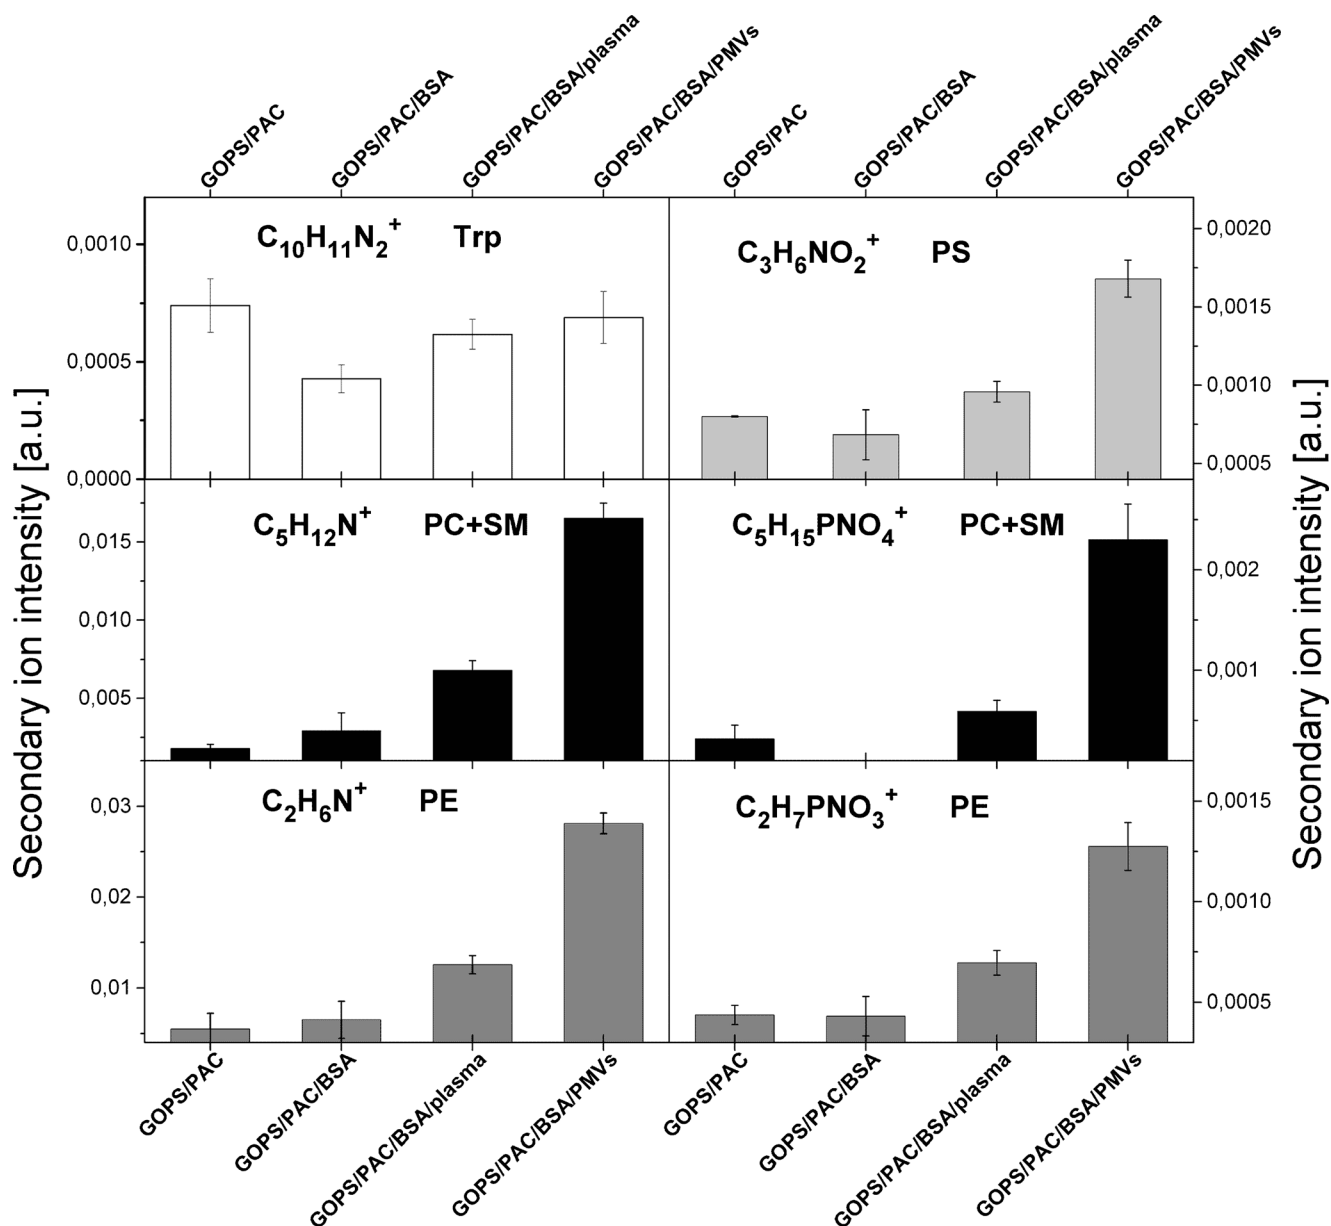 GOPS/PAC
GOPS/PAC/BSA
GOPS/PAC/BSA/plasma
GOPS/PAC/BSA/PMVs
GOPS/PAC
GOPS/PAC/BSA
GOPS/PAC/BSA/plasma
GOPS/PAC/BSA/PMVs
Secondary ion intensity [a.u.]
C₁₀H₁₁N₂⁺ Trp
0,0010
0,0005
0,0000
C₃H₆NO₂⁺ PS
0,0020
0,0015
0,0010
0,0005
C₅H₁₂N⁺ PC+SM
0,015
0,010
0,005
C₅H₁₅PNO₄⁺ PC+SM
0,002
0,001
C₂H₆N⁺ PE
0,03
0,02
0,01
C₂H₇PNO₃⁺ PE
0,0015
0,0010
0,0005
Secondary ion intensity [a.u.]
GOPS/PAC
GOPS/PAC/BSA
GOPS/PAC/BSA/plasma
GOPS/PAC/BSA/PMVs
GOPS/PAC
GOPS/PAC/BSA
GOPS/PAC/BSA/plasma
GOPS/PAC/BSA/PMVs